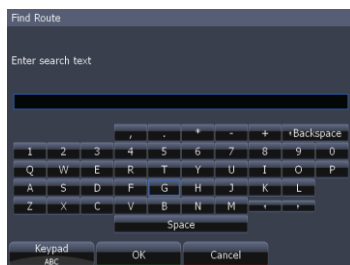 Find Route
Enter search text
, . * - + ‹Backspace
1 2 3 4 5 6 7 8 9 0
Q W E R T Y U I O P
A S D F G H J K L
Z X C V B N M
Space
Keypad OK Cancel
ABC